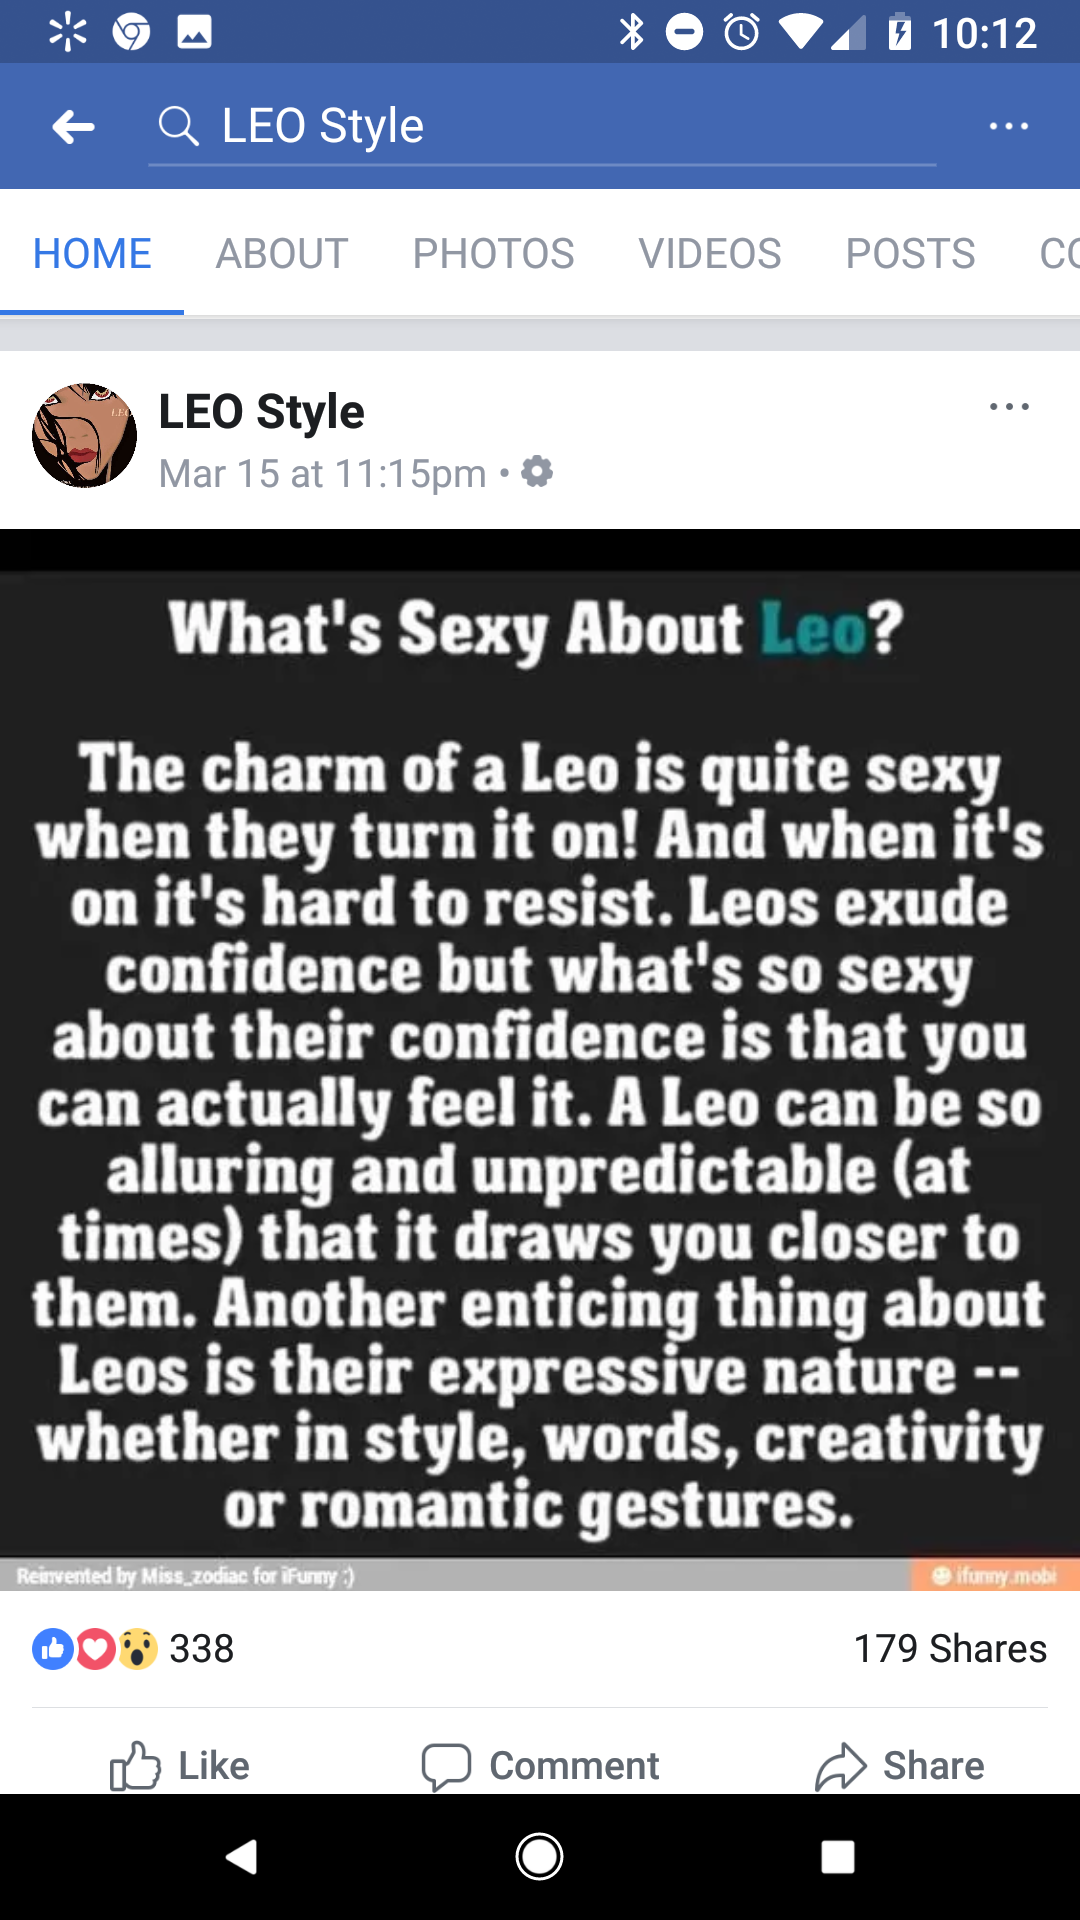 10:12
LEO Style
HOME ABOUT PHOTOS VIDEOS POSTS CO
LEO Style
Mar 15 at 11:15pm •
What's Sexy About Leo?
The charm of a Leo is quite sexy
when they turn it on! And when it's
on it's hard to resist. Leos exude
confidence but what's so sexy
about their confidence is that you
can actually feel it. A Leo can be so
alluring and unpredictable (at
times) that it draws you closer to
them. Another enticing thing about
Leos is their expressive nature --
whether in style, words, creativity
or romantic gestures.
Reinvented by Miss_zodiac for iFunny :) ifunny.mobi
338 179 Shares
Like Comment Share